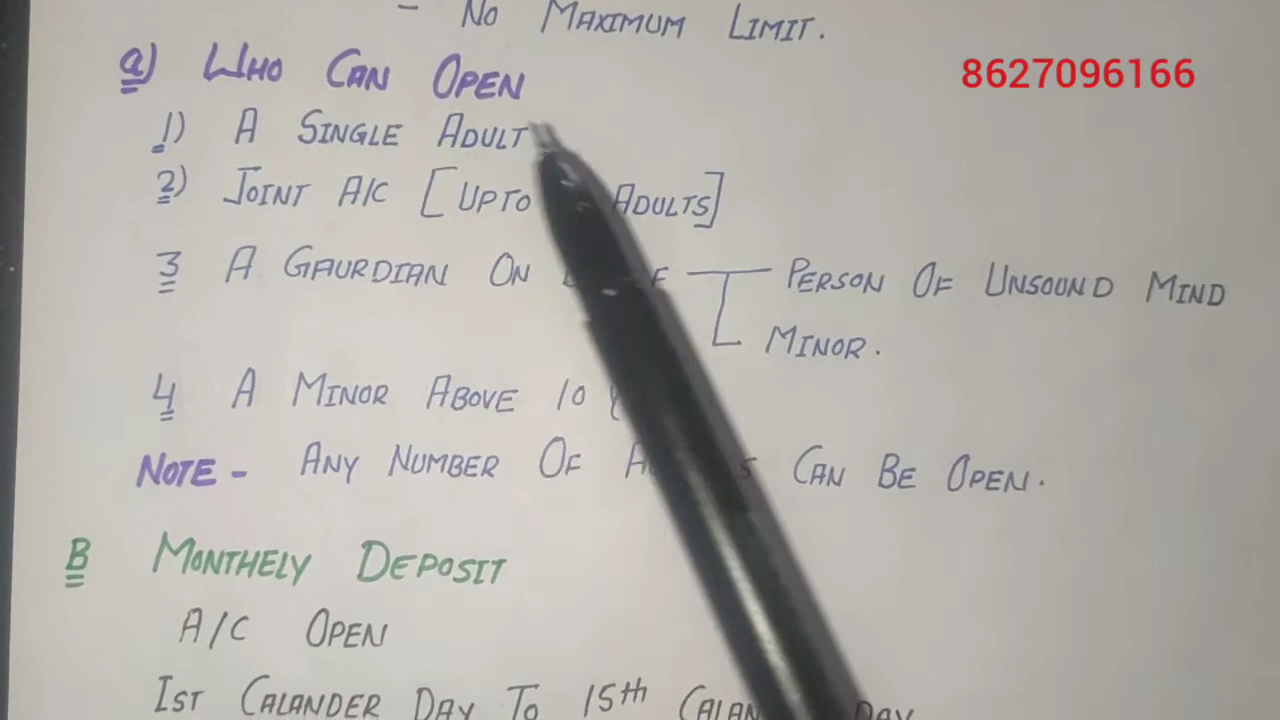 - No Maximum Limit.
8627096166
a) Who Can Open
1) A Single Adult
2) Joint A/C [Upto Adults]
3 A Gaurdian On Person Of Unsound Mind
Minor.
4 A Minor Above 10
Note - Any Number Of Can Be Open.
B Monthely Deposit
A/C Open
1st Calander Day To 15th Day